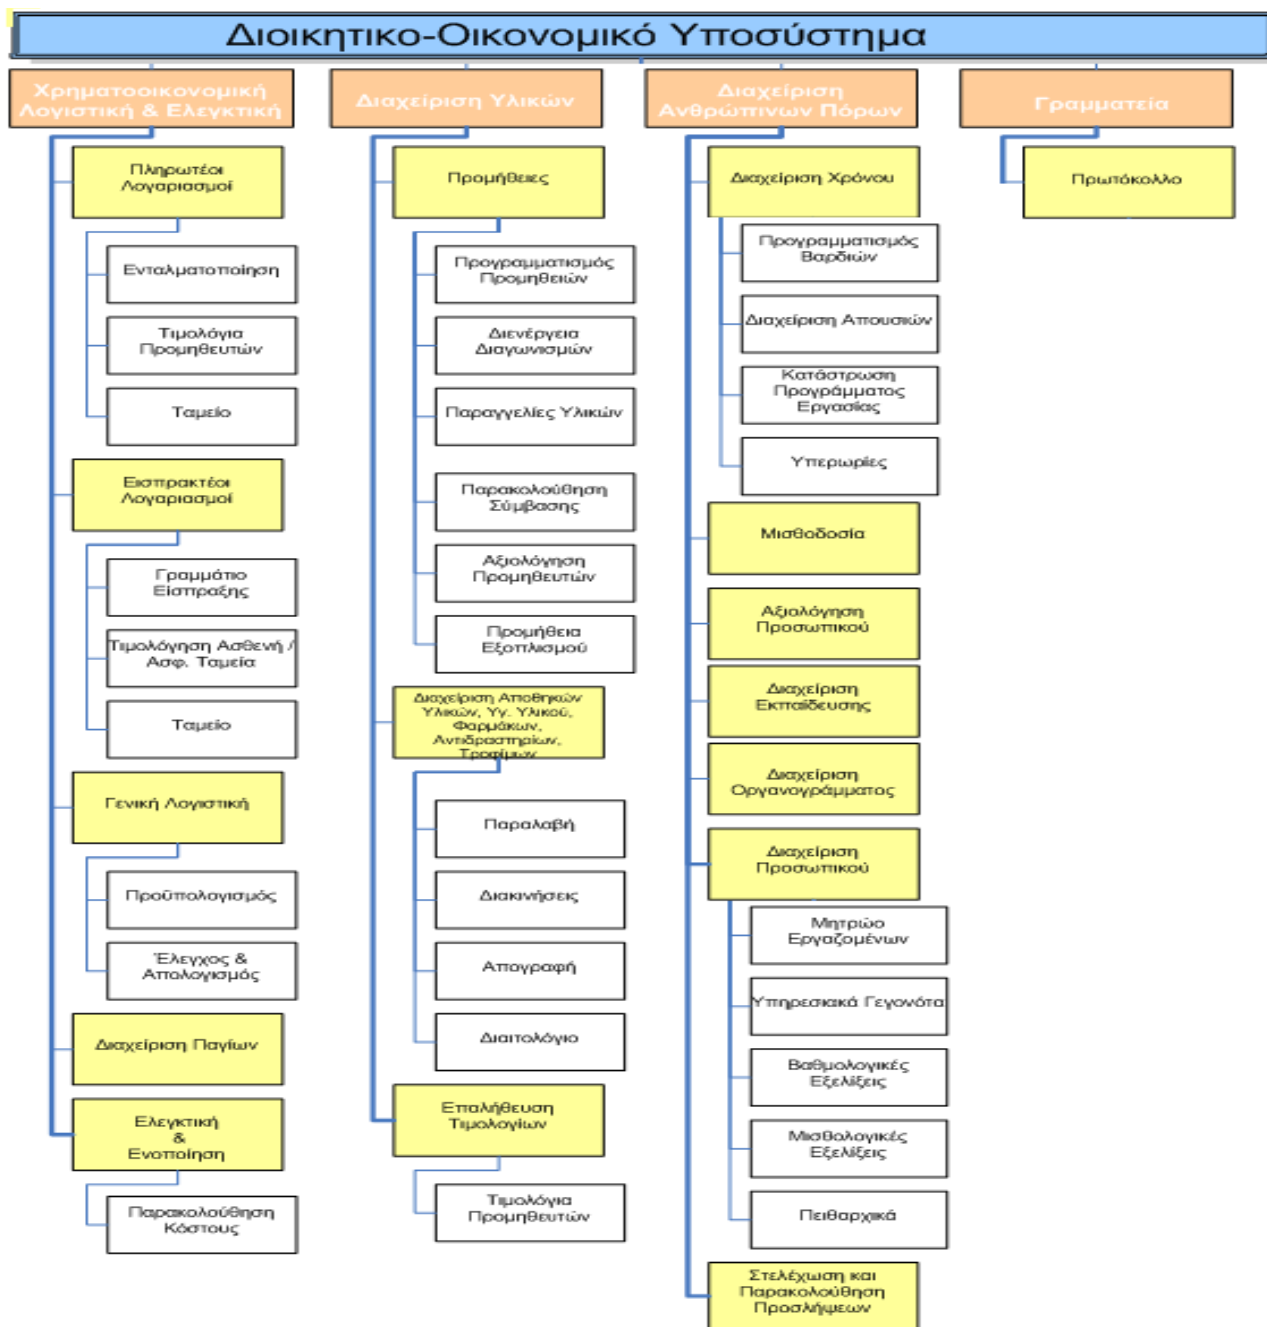 Διοικητικο-Οικονομικό Υποσύστημα
Χρηματοοικονομική
Λογιστική & Ελεγκτική
Πληρωτέοι
Λογαριασμοί
Ενταλματοποίηση
Τιμολόγια
Προμηθευτών
Ταμείο
Εισπρακτέοι
Λογαριασμοί
Γραμμάτιο
Είσπραξης
Τιμολόγηση Ασθενή /
Ασφ. Ταμεία
Ταμείο
Γενική Λογιστική
Προϋπολογισμός
Έλεγχος &
Απολογισμός
Διαχείριση Παγίων
Ελεγκτική
&
Ενοποίηση
Παρακολούθηση
Κόστους
Διαχείριση Υλικών
Προμήθειες
Προγραμματισμός
Προμηθειών
Διενέργεια
Διαγωνισμών
Παραγγελίες Υλικών
Παρακολούθηση
Σύμβασης
Αξιολόγηση
Προμηθευτών
Προμήθεια
Εξοπλισμού
Διαχείριση Αποθηκών
Υλικών, Υγ. Υλικού,
Φαρμάκων,
Αντιδραστηρίων,
Τροφίμων
Παραλαβή
Διακινήσεις
Απογραφή
Διαιτολόγιο
Επαλήθευση
Τιμολογίων
Τιμολόγια
Προμηθευτών
Διαχείριση
Ανθρώπινων Πόρων
Διαχείριση Χρόνου
Προγραμματισμός
Βαρδιών
Διαχείριση Απουσιών
Κατάστρωση
Προγράμματος
Εργασίας
Υπερωρίες
Μισθοδοσία
Αξιολόγηση
Προσωπικού
Διαχείριση
Εκπαίδευσης
Διαχείριση
Οργανογράμματος
Διαχείριση
Προσωπικού
Μητρώο
Εργαζομένων
Υπηρεσιακά Γεγονότα
Βαθμολογικές
Εξελίξεις
Μισθολογικές
Εξελίξεις
Πειθαρχικά
Στελέχωση και
Παρακολούθηση
Προσλήψεων
Γραμματεία
Πρωτόκολλο